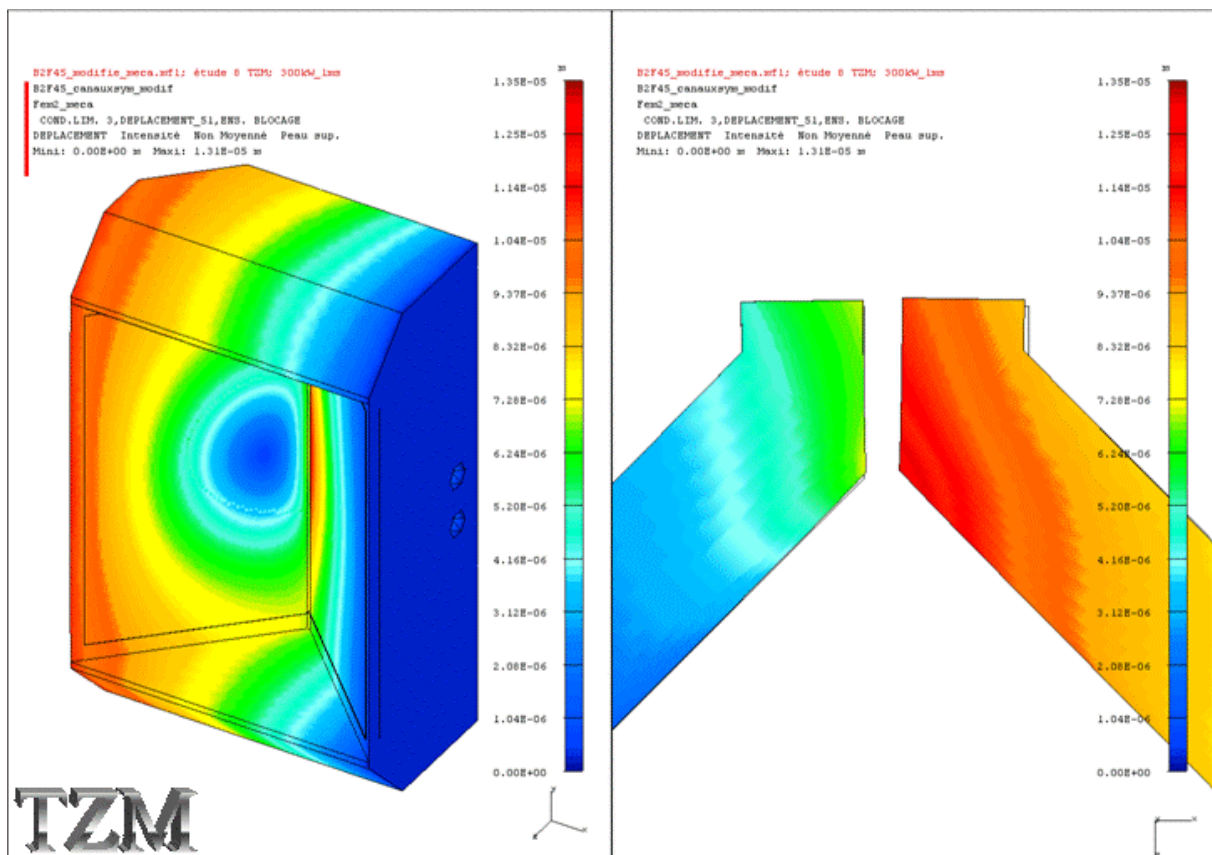 B2F45_modifie_meca.mf1; étude 8 TZM; 300kW_lms
B2F45_canauxsym_modif
Fem2_meca
COND.LIM. 3,DEPLACEMENT_S1,ENS. BLOCAGE
DEPLACEMENT Intensité Non Moyenné Peau sup.
Mini: 0.00E+00 m Maxi: 1.31E-05 m
m
1.35E-05
1.25E-05
1.14E-05
1.04E-05
9.37E-06
8.32E-06
7.28E-06
6.24E-06
5.20E-06
4.16E-06
3.12E-06
2.08E-06
1.04E-06
0.00E+00
TZM
Y
Z
X
B2F45_modifie_meca.mf1; étude 8 TZM; 300kW_lms
B2F45_canauxsym_modif
Fem2_meca
COND.LIM. 3,DEPLACEMENT_S1,ENS. BLOCAGE
DEPLACEMENT Intensité Non Moyenné Peau sup.
Mini: 0.00E+00 m Maxi: 1.31E-05 m
m
1.35E-05
1.25E-05
1.14E-05
1.04E-05
9.37E-06
8.32E-06
7.28E-06
6.24E-06
5.20E-06
4.16E-06
3.12E-06
2.08E-06
1.04E-06
0.00E+00